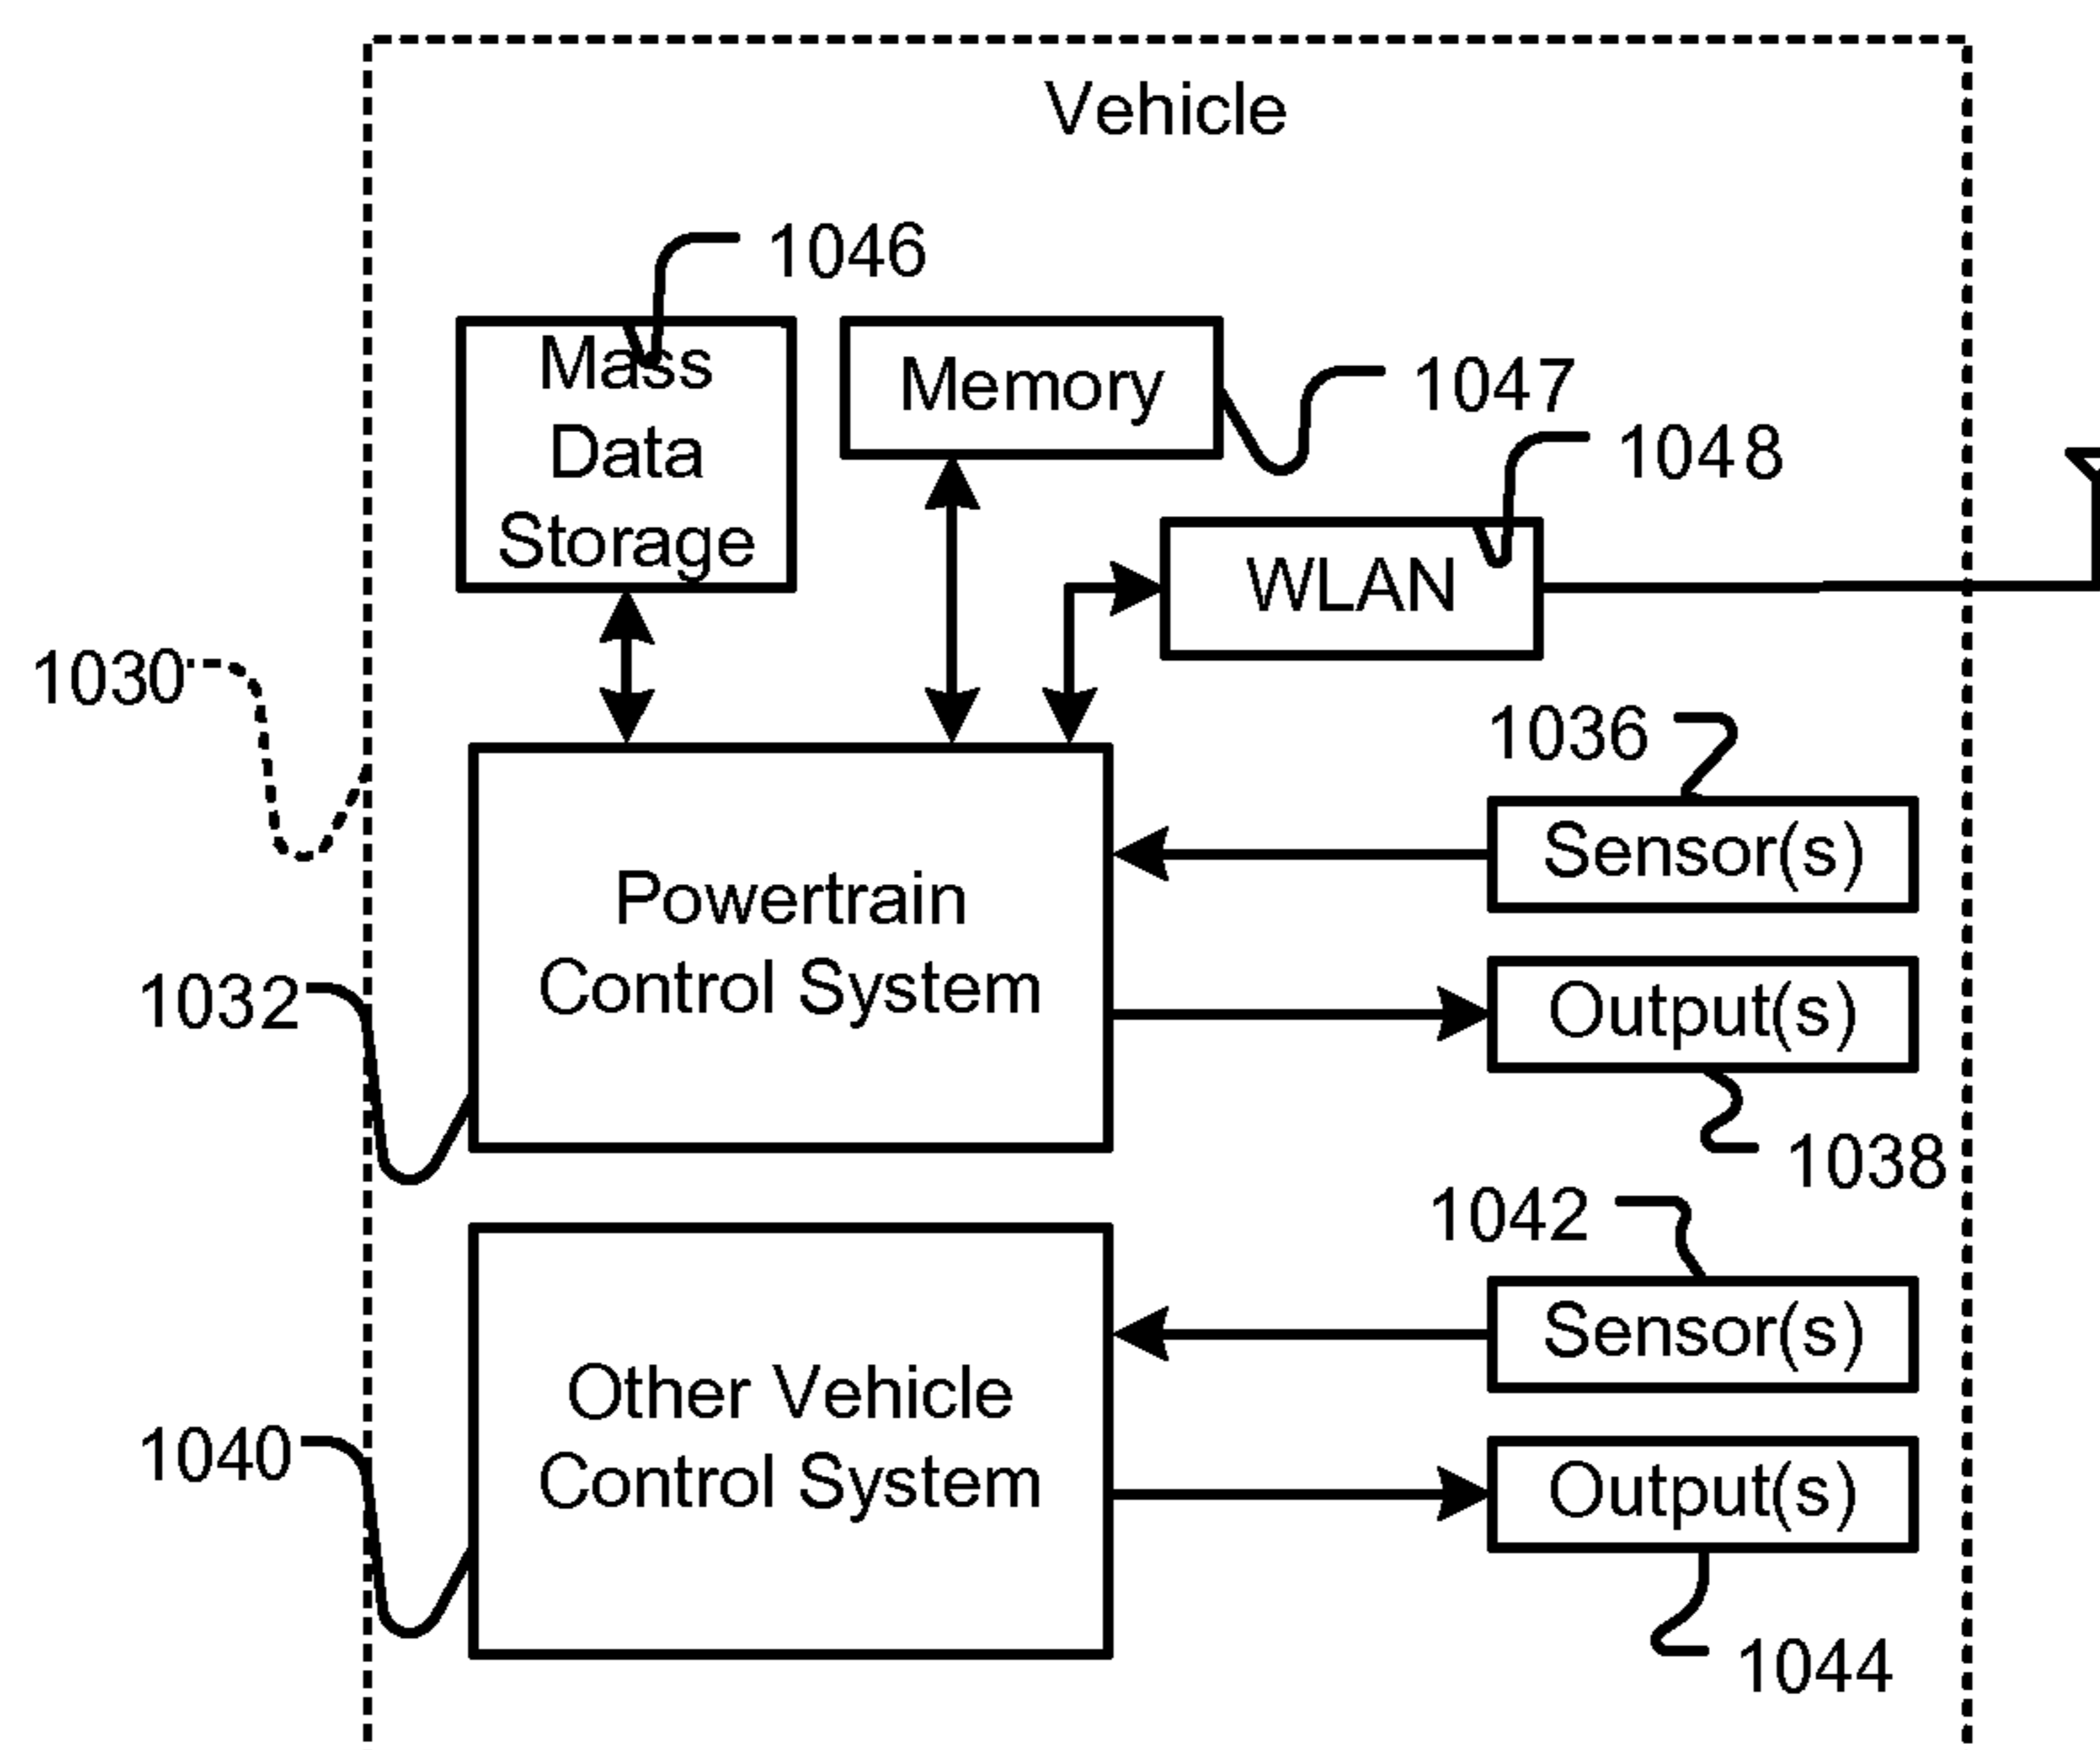 Vehicle
1046
Mass
Data
Storage
Memory
1047
1048
WLAN
1030
1036
Sensor(s)
Powertrain
Control System
Output(s)
1032
1038
1042
Sensor(s)
Other Vehicle
Control System
1040
Output(s)
1044